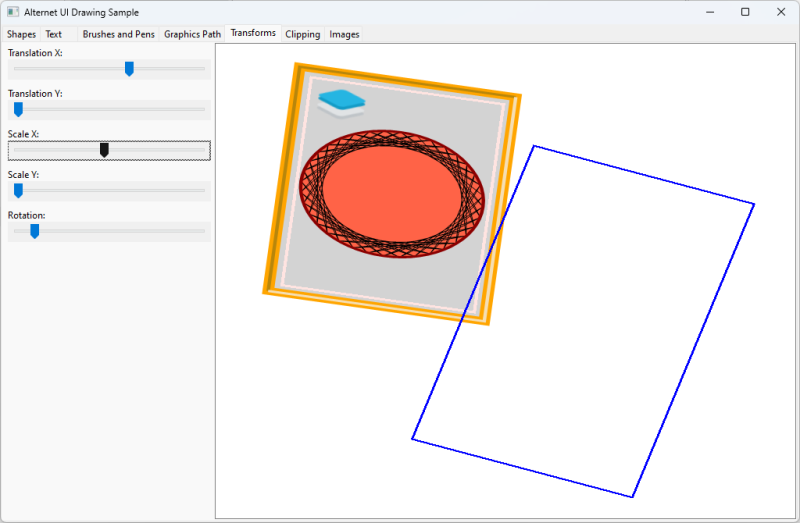 Alternet UI Drawing Sample
Shapes Text Brushes and Pens Graphics Path Transforms Clipping Images
Translation X:
Translation Y:
Scale X:
Scale Y:
Rotation: